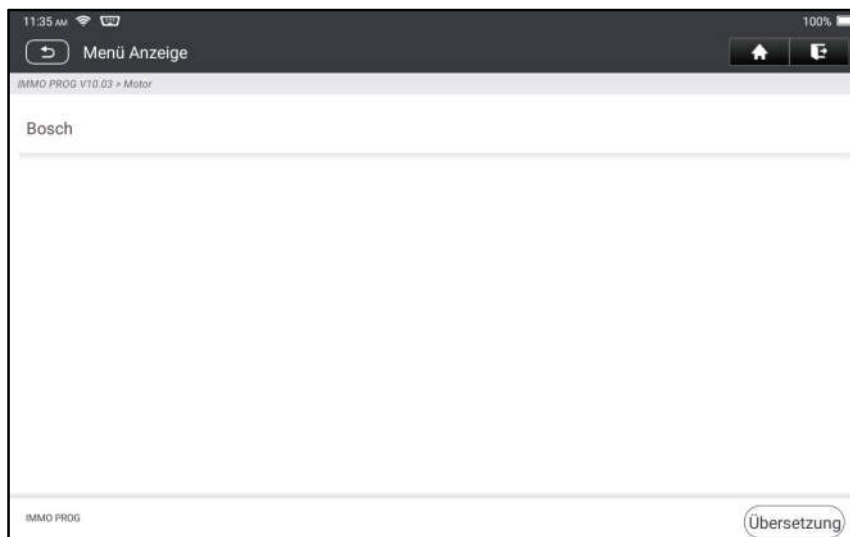 11:35 AM
100%
Menü Anzeige
IMMO PROG V10.03 > Motor
Bosch
IMMO PROG
Übersetzung